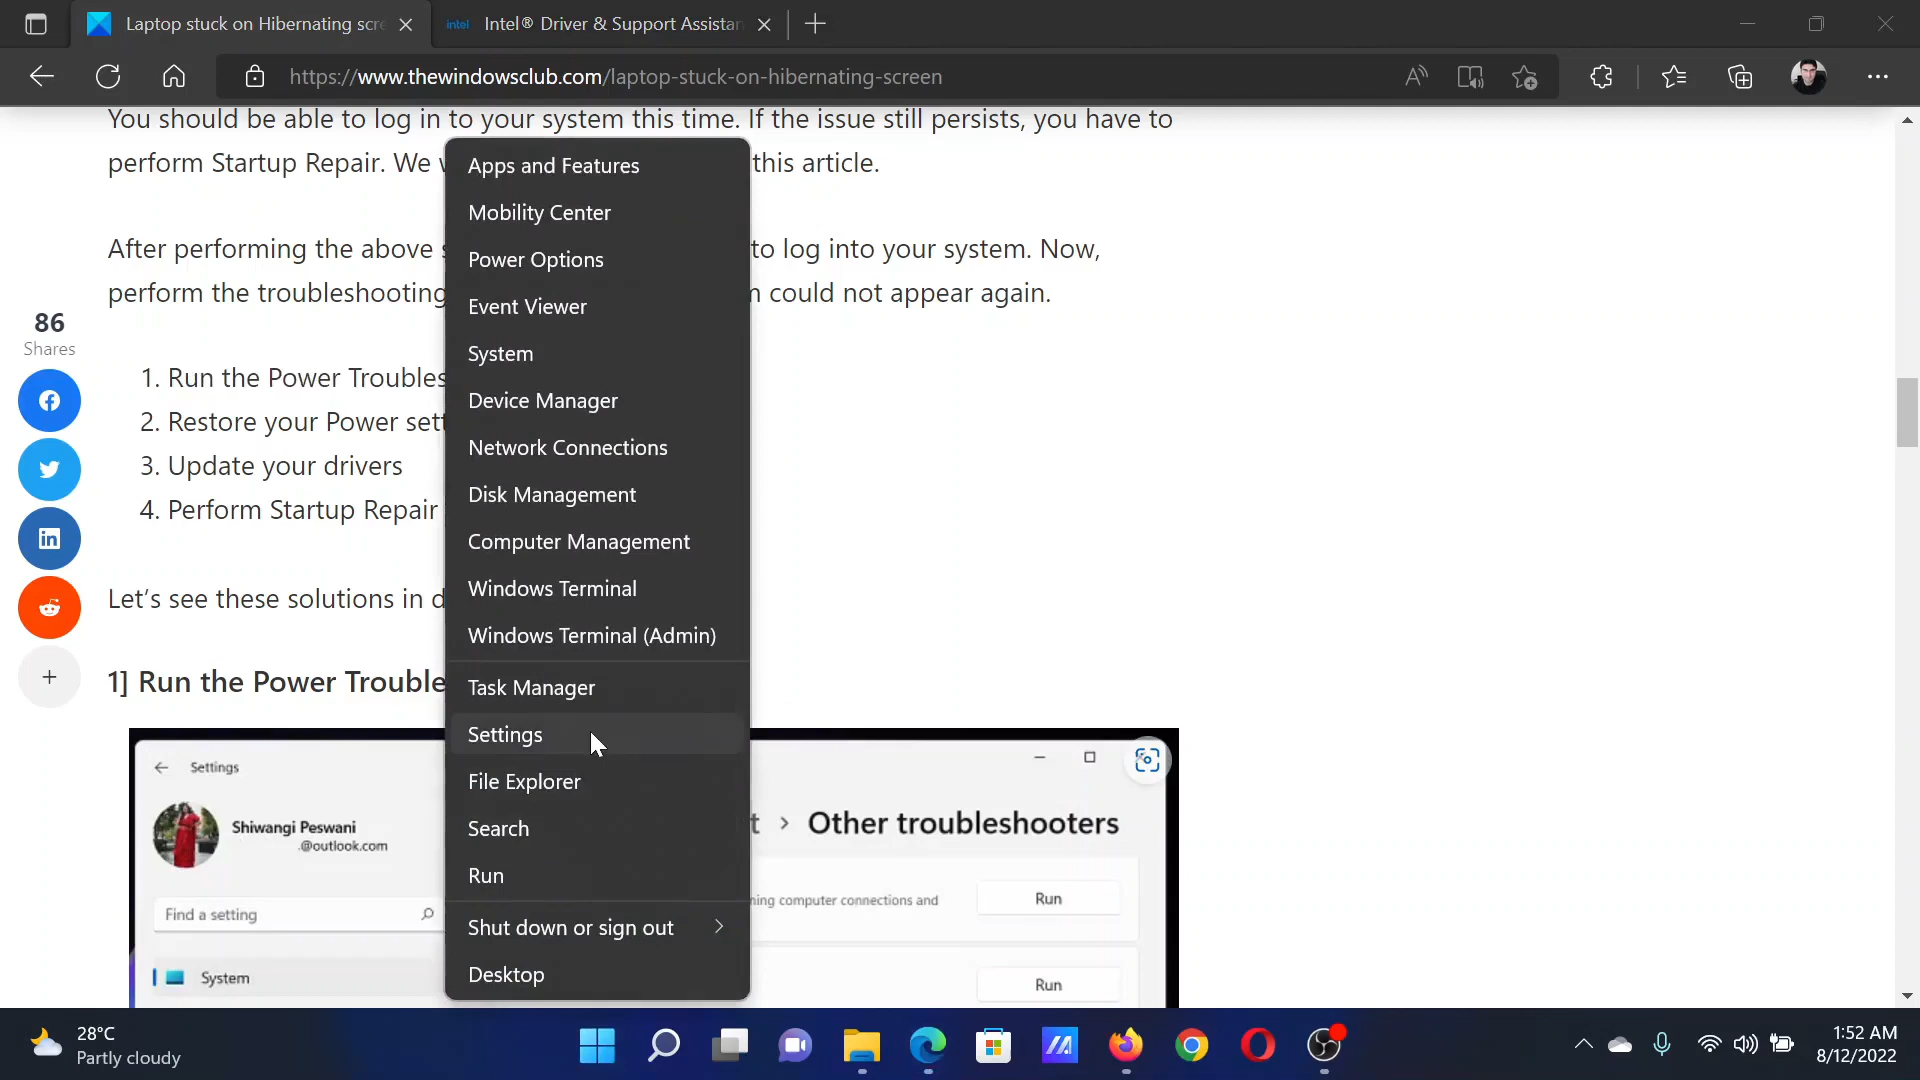 Laptop stuck on Hibernating scre
intel Intel® Driver & Support Assistan
https://www.thewindowsclub.com/laptop-stuck-on-hibernating-screen
You should be able to log in to your system this time. If the issue still persists, you have to
perform Startup Repair. We this article.
After performing the above to log into your system. Now,
perform the troubleshooting could not appear again.
86
Shares
1. Run the Power Troubles
2. Restore your Power sett
3. Update your drivers
4. Perform Startup Repair
Let's see these solutions in d
1] Run the Power Trouble
Apps and Features
Mobility Center
Power Options
Event Viewer
System
Device Manager
Network Connections
Disk Management
Computer Management
Windows Terminal
Windows Terminal (Admin)
Task Manager
Settings
File Explorer
Search
Run
Shut down or sign out
Desktop
Settings
Shiwangi Peswani
.@outlook.com
Find a setting
System
t > Other troubleshooters
ning computer connections and
Run
Run
28°C
Partly cloudy
1:52 AM
8/12/2022